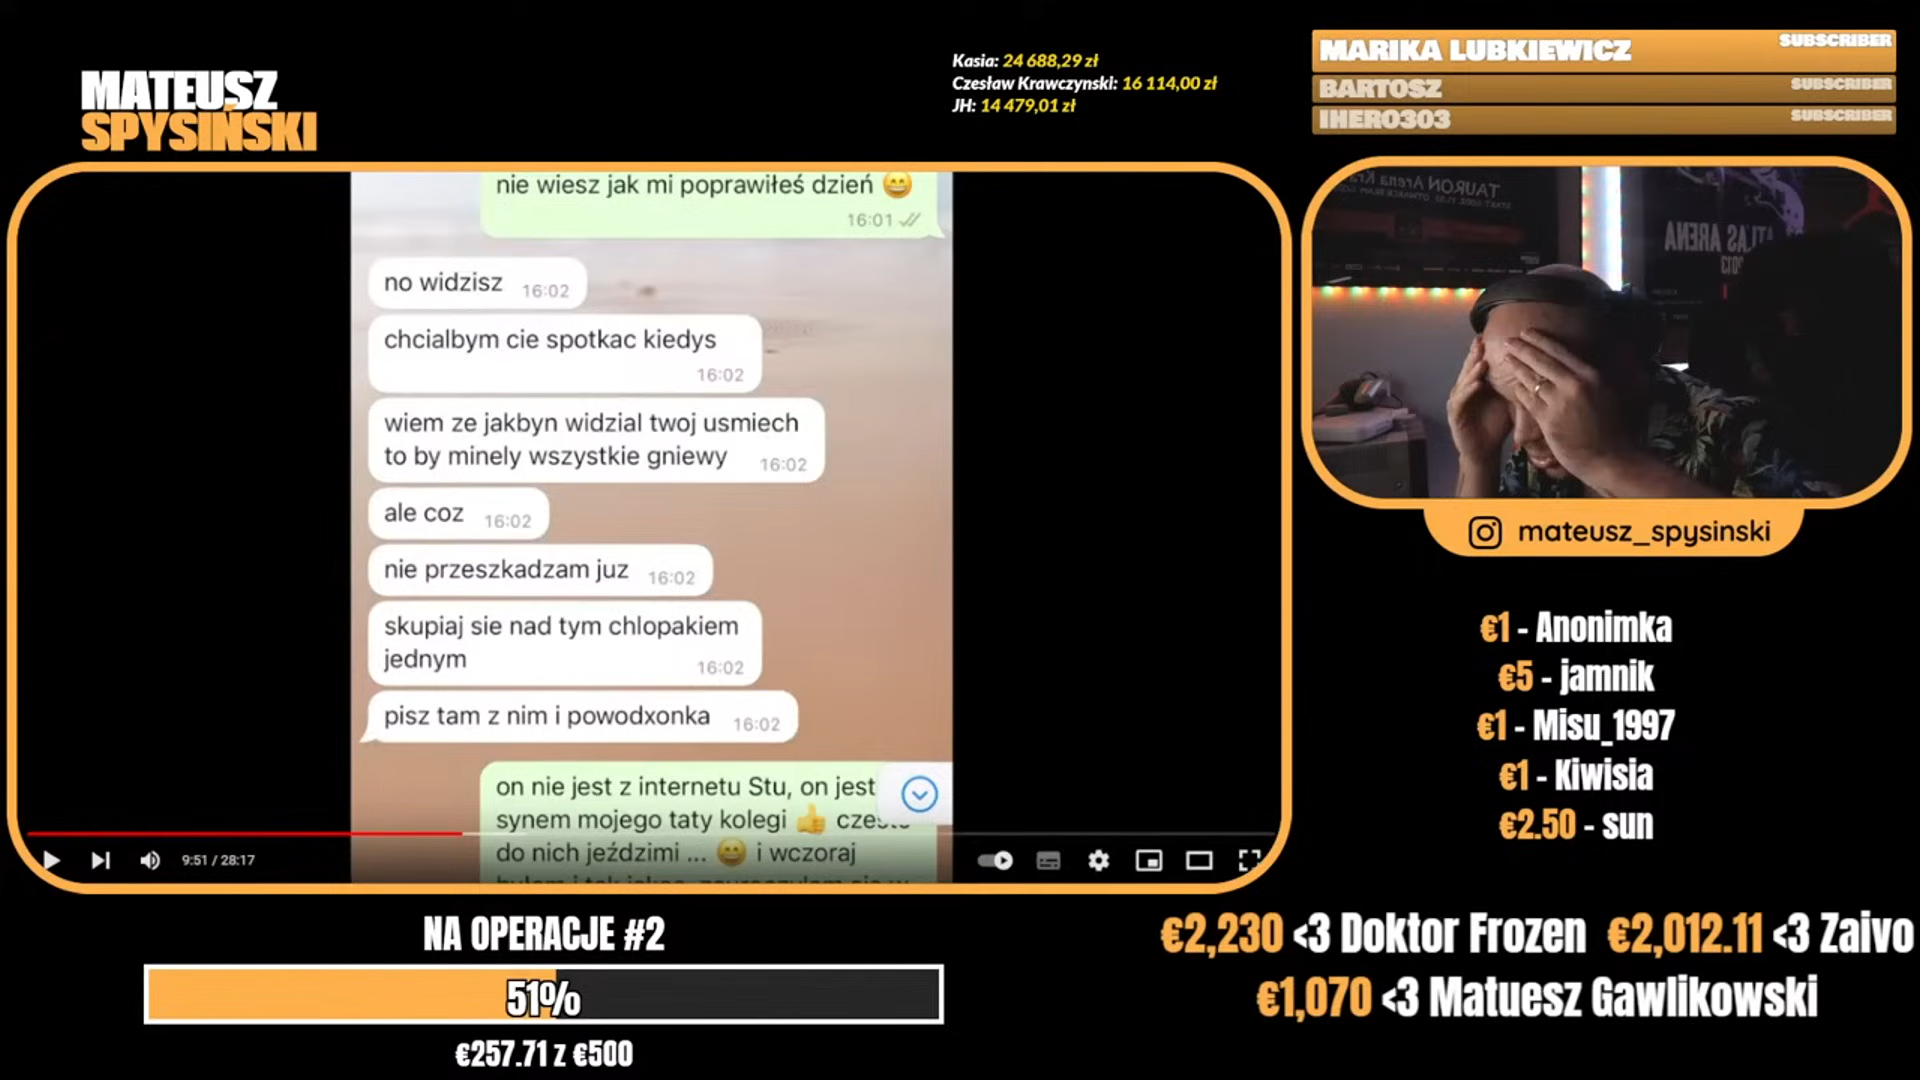 MATEUSZ
SPYSIŃSKI
Kasia: 24 688,29 zł
Czesław Krawczynski: 16 114,00 zł
JH: 14 479,01 zł
MARIKA LUBKIEWICZ SUBSCRIBER
BARTOSZ SUBSCRIBER
IHERO303 SUBSCRIBER
nie wiesz jak mi poprawiłeś dzień 😄
16:01
no widzisz 16:02
chcialbym cie spotkac kiedys
16:02
wiem ze jakbyn widzial twoj usmiech
to by minely wszystkie gniewy 16:02
ale coz 16:02
nie przeszkadzam juz 16:02
skupiaj sie nad tym chlopakiem
jednym 16:02
pisz tam z nim i powodxonka 16:02
on nie jest z internetu Stu, on jest
synem mojego taty kolegi 👍 czesto
do nich jeździmi ... 😄 i wczoraj
9:51 / 28:17
TAURON Arena
ATLAS ARENA
2013
mateusz_spysinski
€1 - Anonimka
€5 - jamnik
€1 - Misu_1997
€1 - Kiwisia
€2.50 - sun
NA OPERACJE #2
51%
€257.71 z €500
€2,230 <3 Doktor Frozen €2,012.11 <3 Zaivo
€1,070 <3 Matuesz Gawlikowski